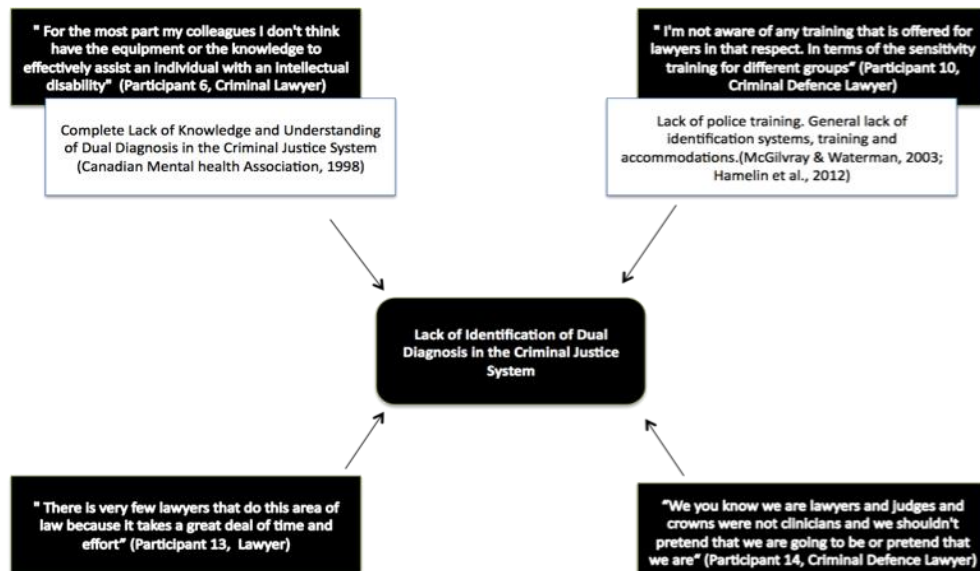 " For the most part my colleagues I don't think
have the equipment or the knowledge to
effectively assist an individual with an intellectual
disability"  (Participant 6, Criminal Lawyer)
Complete Lack of Knowledge and Understanding
of Dual Diagnosis in the Criminal Justice System
(Canadian Mental health Association, 1998)
" I'm not aware of any training that is offered for
lawyers in that respect. In terms of the sensitivity
training for different groups" (Participant 10,
Criminal Defence Lawyer)
Lack of police training. General lack of
identification systems, training and
accommodations.(McGilvray & Waterman, 2003;
Hamelin et al., 2012)
Lack of Identification of Dual
Diagnosis in the Criminal Justice
System
" There is very few lawyers that do this area of
law because it takes a great deal of time and
effort" (Participant 13,  Lawyer)
“We you know we are lawyers and judges and
crowns were not clinicians and we shouldn't
pretend that we are going to be or pretend that
we are“ (Participant 14, Criminal Defence Lawyer)